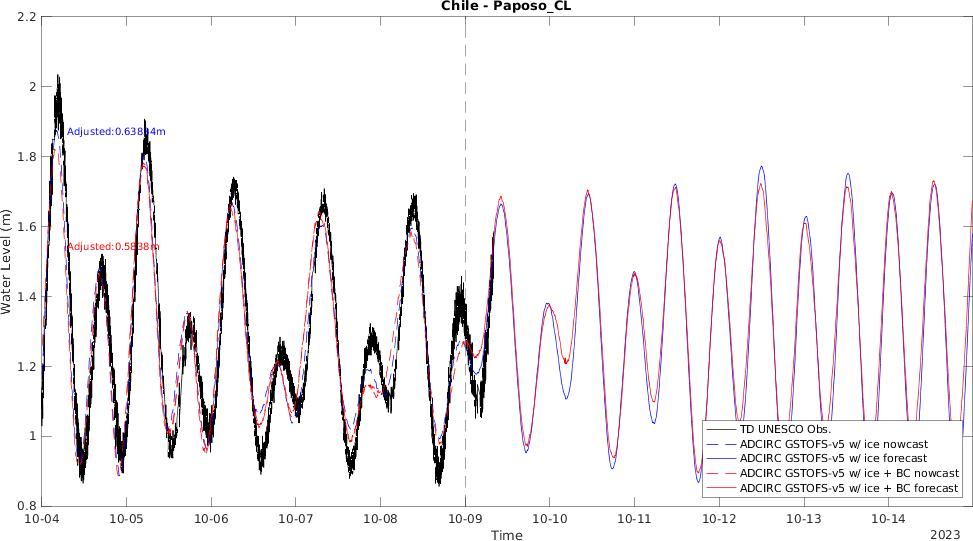 Chile - Paposo_CL
2.2
2
1.8
1.6
1.4
1.2
1
0.8
Water Level (m)
Adjusted:0.63834m
Adjusted:0.5838m
TD UNESCO Obs.
ADCIRC GSTOFS-v5 w/ ice nowcast
ADCIRC GSTOFS-v5 w/ ice forecast
ADCIRC GSTOFS-v5 w/ ice + BC nowcast
ADCIRC GSTOFS-v5 w/ ice + BC forecast
10-04 10-05 10-06 10-07 10-08 10-09 10-10 10-11 10-12 10-13 10-14
Time
2023